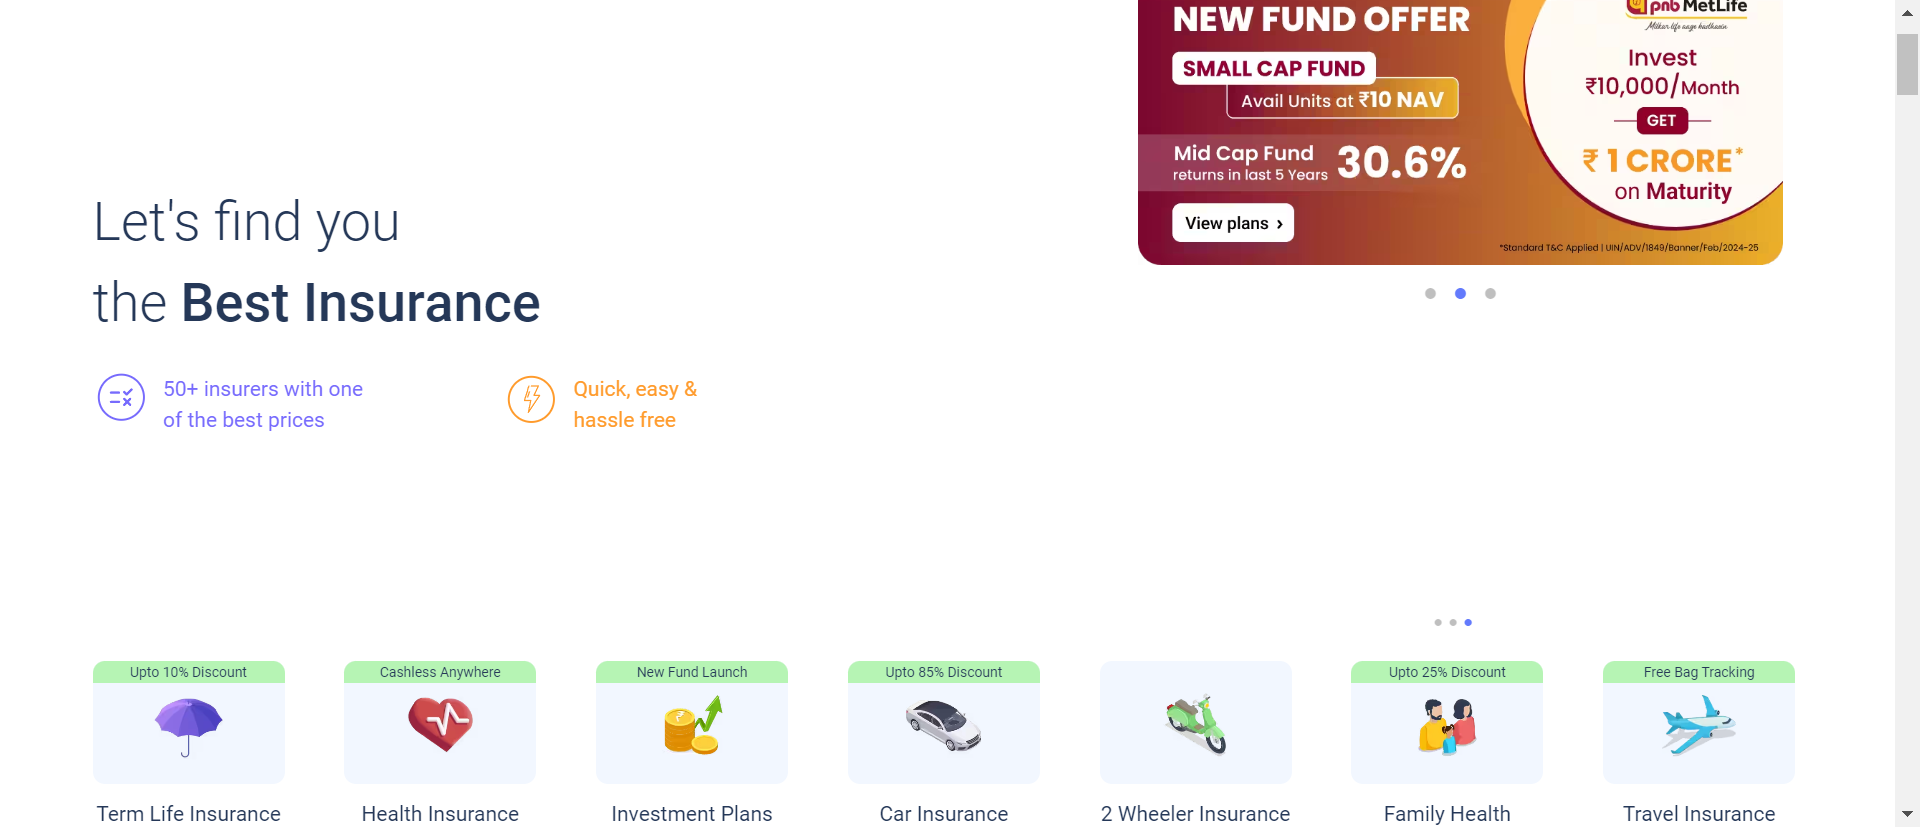 NEW FUND OFFER
SMALL CAP FUND
Avail Units at ₹10 NAV
Mid Cap Fund
returns in last 5 Years
30.6%
View plans ›
pnb MetLife
Milkar life aage badhaein
Invest
₹10,000/Month
GET
₹ 1 CRORE*
on Maturity
*Standard T&C Applied | UIN/ADV/1849/Banner/Feb/2024-25
Let's find you
the Best Insurance
50+ insurers with one
of the best prices
Quick, easy &
hassle free
Upto 10% Discount
Term Life Insurance
Cashless Anywhere
Health Insurance
New Fund Launch
Investment Plans
Upto 85% Discount
Car Insurance
2 Wheeler Insurance
Upto 25% Discount
Family Health
Free Bag Tracking
Travel Insurance